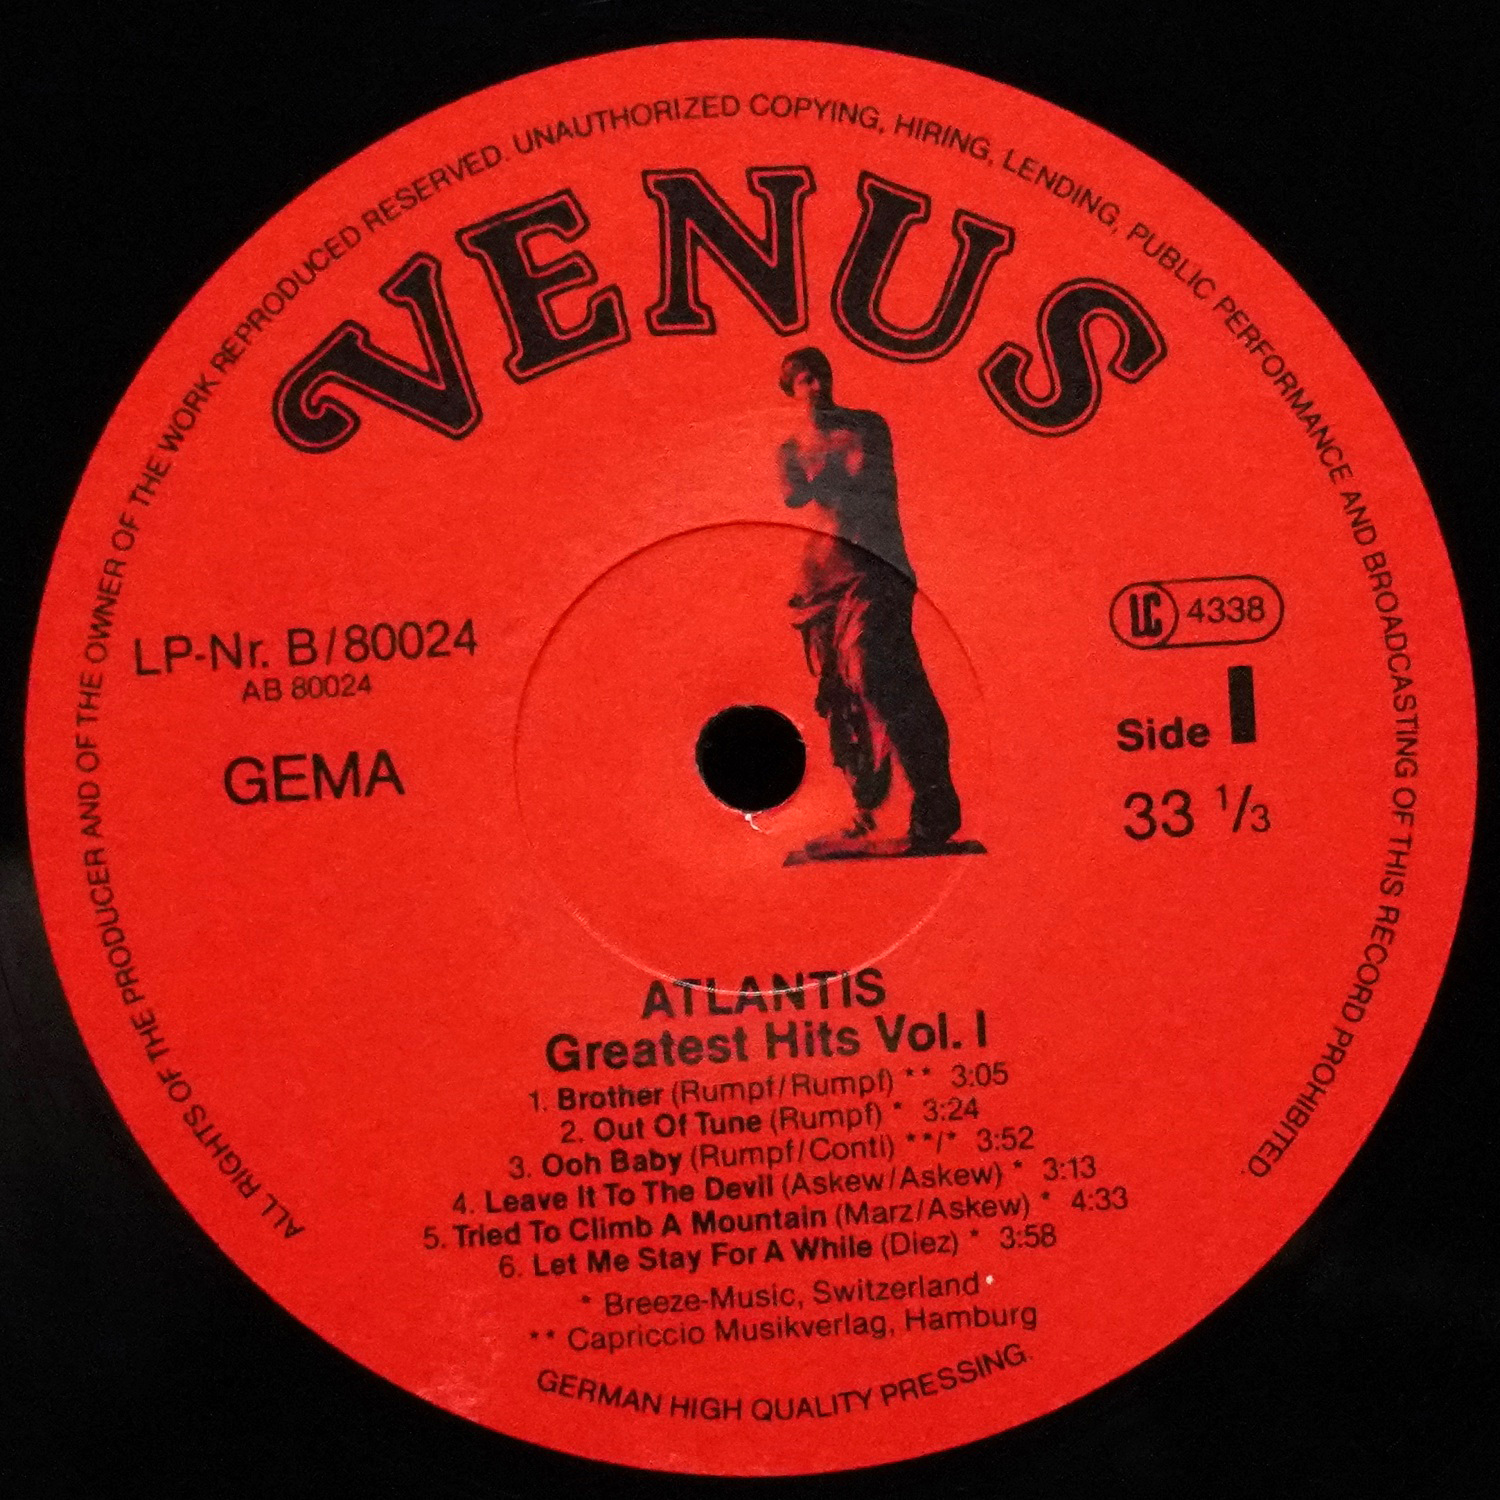 ALL RIGHTS OF THE PRODUCER AND OF THE OWNER OF THE WORK REPRODUCED RESERVED. UNAUTHORIZED COPYING, HIRING, LENDING, PUBLIC PERFORMANCE AND BROADCASTING OF THIS RECORD PROHIBITED.
VENUS
LP-Nr. B/80024
AB 80024
GEMA
LC 4338
Side I
33 1/3
ATLANTIS
Greatest Hits Vol. I
1. Brother (Rumpf/Rumpf) ** 3:05
2. Out Of Tune (Rumpf) * 3:24
3. Ooh Baby (Rumpf/Conti) **/* 3:52
4. Leave It To The Devil (Askew/Askew) * 3:13
5. Tried To Climb A Mountain (Marz/Askew) * 4:33
6. Let Me Stay For A While (Diez) * 3:58
* Breeze-Music, Switzerland
** Capriccio Musikverlag, Hamburg
GERMAN HIGH QUALITY PRESSING.